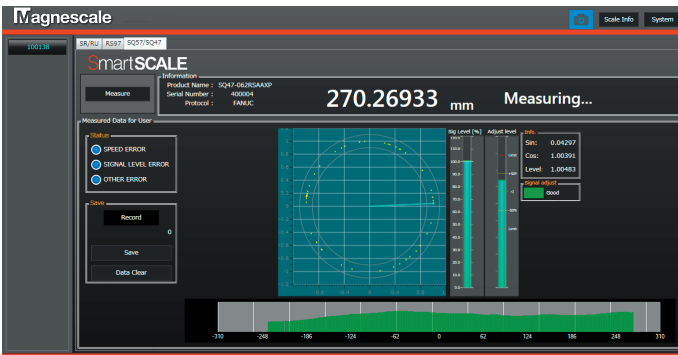 Magnescale
Scale Info
System
100138
SR/RU
RS97
SQ57/SQ47
SmartSCALE
Information
Product Name : SQ47-062RSAAXP
Serial Number : 400004
Protocol : FANUC
Measure
270.26933 mm
Measuring...
Measured Data for User
Status
SPEED ERROR
SIGNAL LEVEL ERROR
OTHER ERROR
Save
Record
0
Save
Data Clear
Sig Level [%]
Adjust level
Info
Sin: 0.04297
Cos: 1.00391
Level: 1.00483
Signal adjust
Good
-310 -248 -186 -124 -62 0 62 124 186 248 310